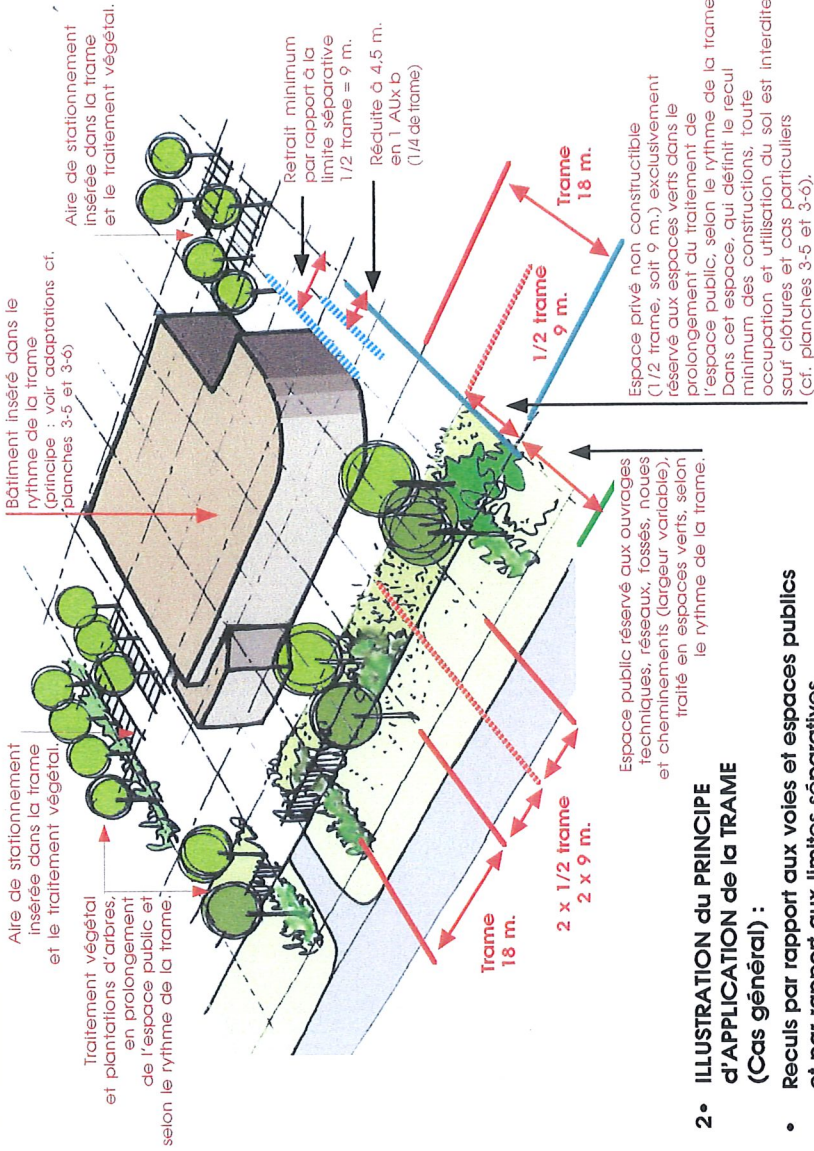 Aire de stationnement
insérée dans la trame
et le traitement végétal.
Traitement végétal
et plantations d'arbres,
en prolongement
de l'espace public et
selon le rythme de la trame.
Bâtiment inséré dans le
rythme de la trame
(principe : voir adaptations cf.
planches 3-5 et 3-6)
Aire de stationnement
insérée dans la trame
et le traitement végétal.
Retrait minimum
par rapport à la
limite séparative
1/2 trame = 9 m.
Réduite à 4,5 m.
en 1 AUx b
(1/4 de trame)
Trame
18 m.
1/2 trame
9 m.
Trame
18 m.
2 x 1/2 trame
2 x 9 m.
Espace privé non constructible
(1/2 trame, soit 9 m.) exclusivement
réservé aux espaces verts dans le
prolongement du traitement de
l'espace public, selon le rythme de la trame
Dans cet espace, qui définit le recul
minimum des constructions, toute
occupation et utilisation du sol est interdite
sauf clôtures et cas particuliers
(cf. planches 3-5 et 3-6).
Espace public réservé aux ouvrages
techniques, réseaux, fossés, noues
et cheminements (largeur variable),
traité en espaces verts, selon
le rythme de la trame.
2• ILLUSTRATION du PRINCIPE
d'APPLICATION de la TRAME
(Cas général) :
• Reculs par rapport aux voies et espaces publics
et par rapport aux limites séparatives